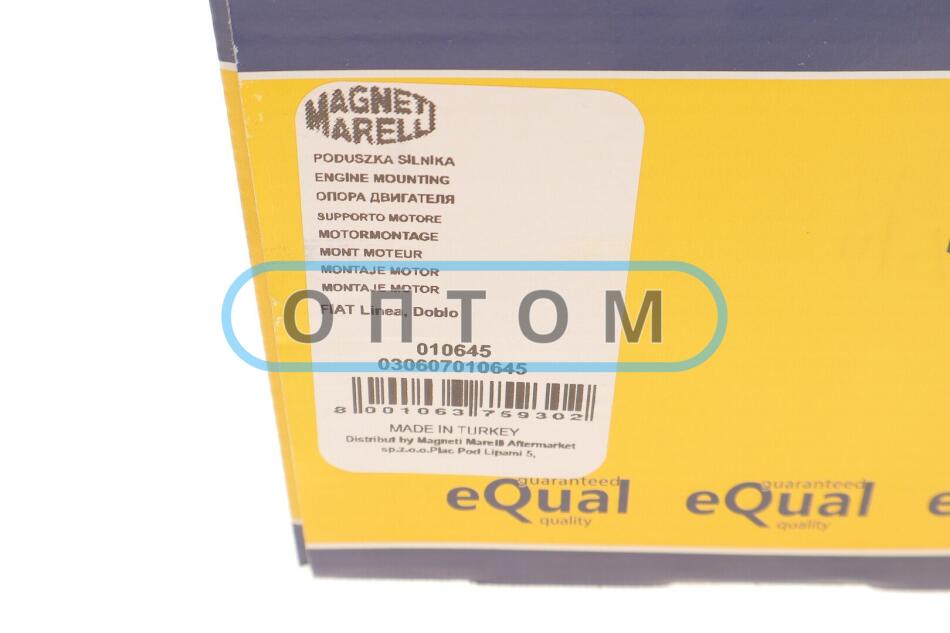 MAGNETI
MARELLI
PODUSZKA SILNIKA
ENGINE MOUNTING
ОПОРА ДВИГАТЕЛЯ
SUPPORTO MOTORE
MOTORMONTAGE
MONT MOTEUR
MONTAJE MOTOR
MONTAJE MOTOR
FIAT Linea, Doblo
ОПТОМ
010645
030607010645
8 001063 759302
MADE IN TURKEY
Distribut by Magneti Marelli Aftermarket
sp.z.o.o.Plac Pod Lipami 5,
guaranteed guaranteed
eQual eQual e
quality quality